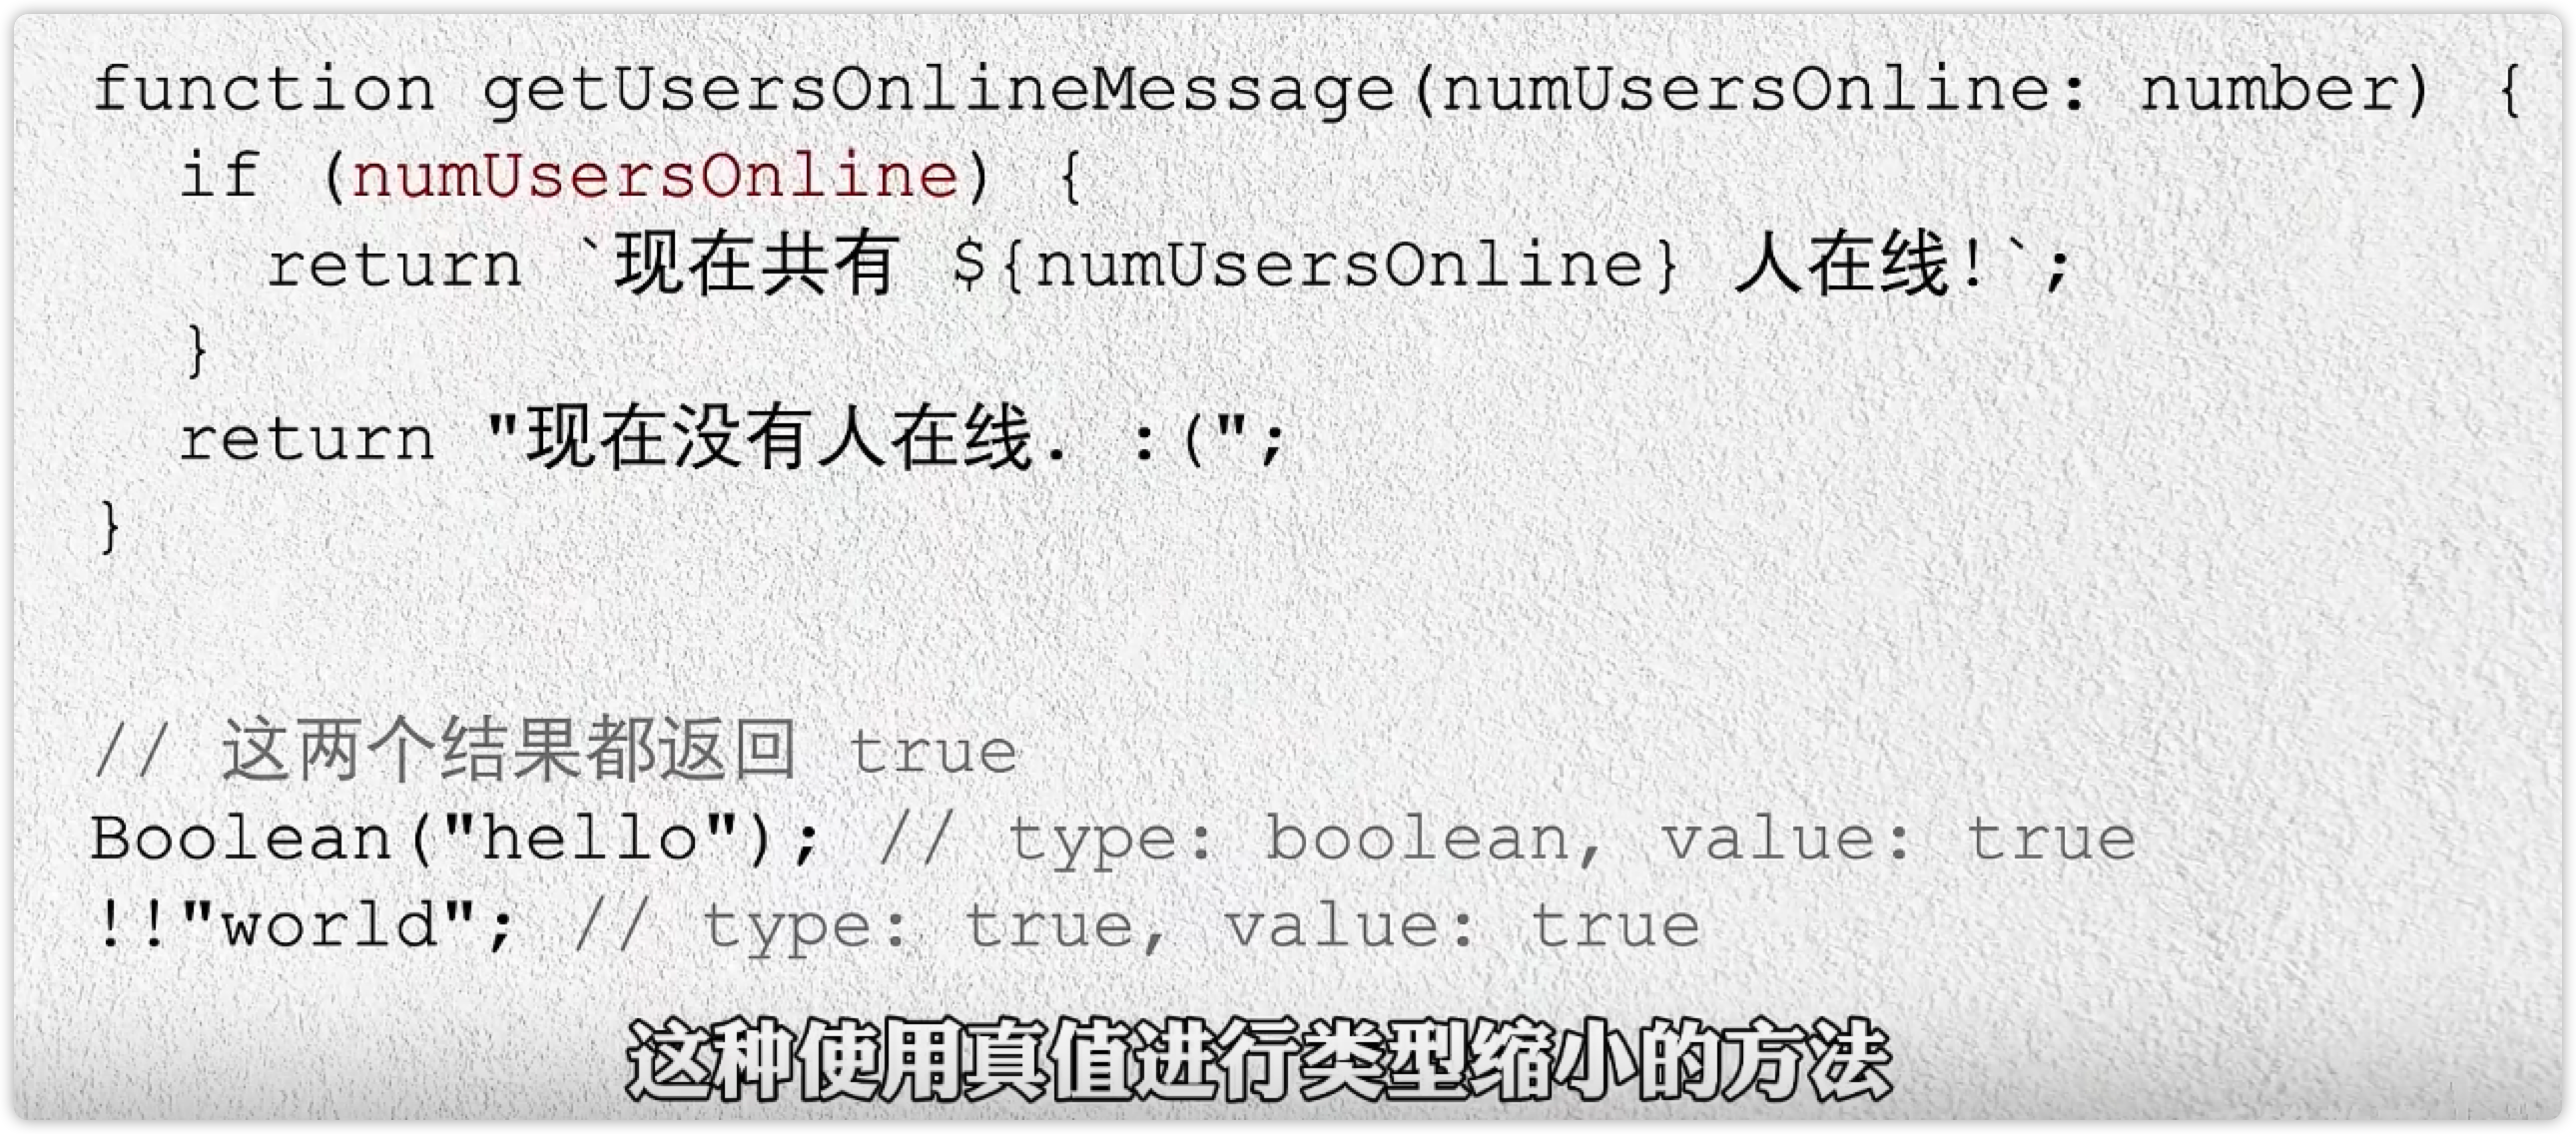 function getUsersOnlineMessage(numUsersOnline: number) {
if (numUsersOnline) {
return `现在共有 ${numUsersOnline} 人在线!`;
}
return "现在没有人在线. :(";
}
// 这两个结果都返回 true
Boolean("hello"); // type: boolean, value: true
!!"world"; // type: true, value: true
这种使用真值进行类型缩小的方法